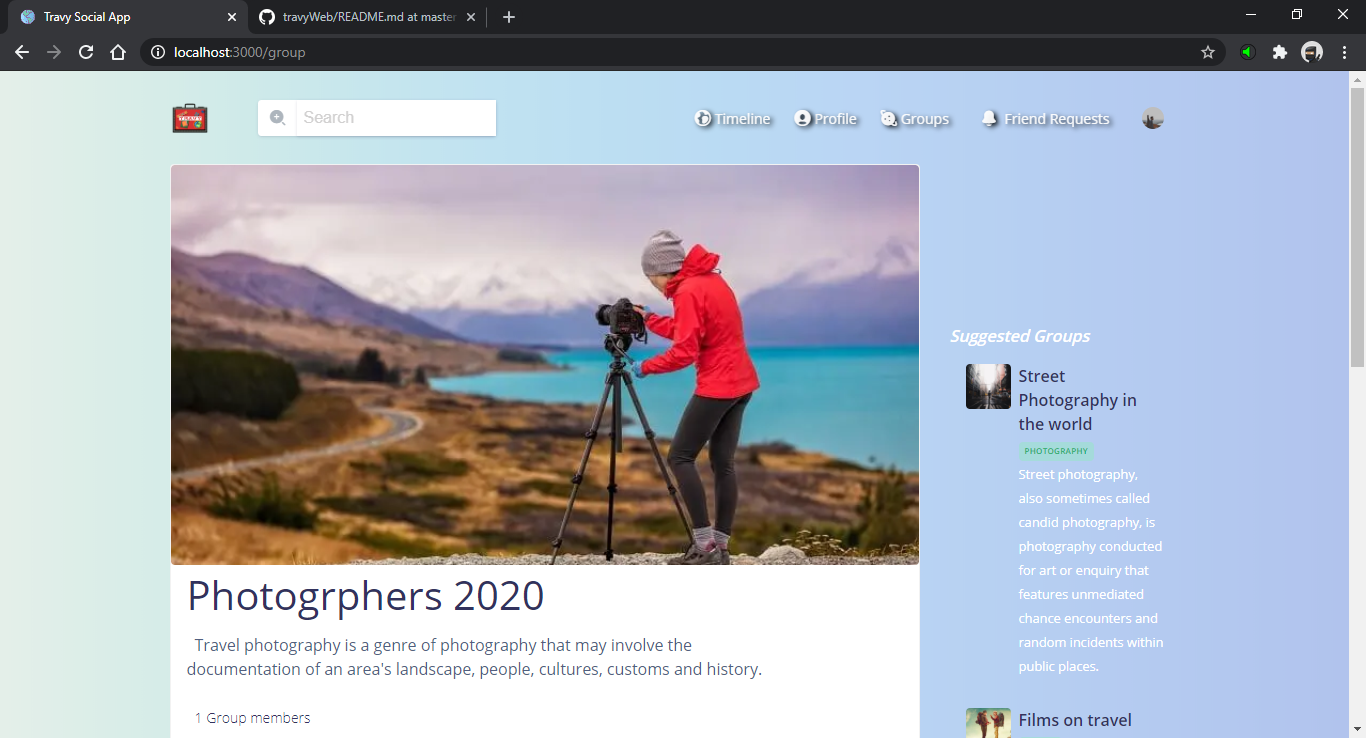 Travy Social App
travyWeb/README.md at master
localhost:3000/group
TRAVY
Search
Timeline
Profile
Groups
Friend Requests
Suggested Groups
Street
Photography in
the world
PHOTOGRAPHY
Street photography,
also sometimes called
candid photography, is
photography conducted
for art or enquiry that
features unmediated
chance encounters and
random incidents within
public places.
Films on travel
Photogrphers 2020
Travel photography is a genre of photography that may involve the
documentation of an area's landscape, people, cultures, customs and history.
1 Group members